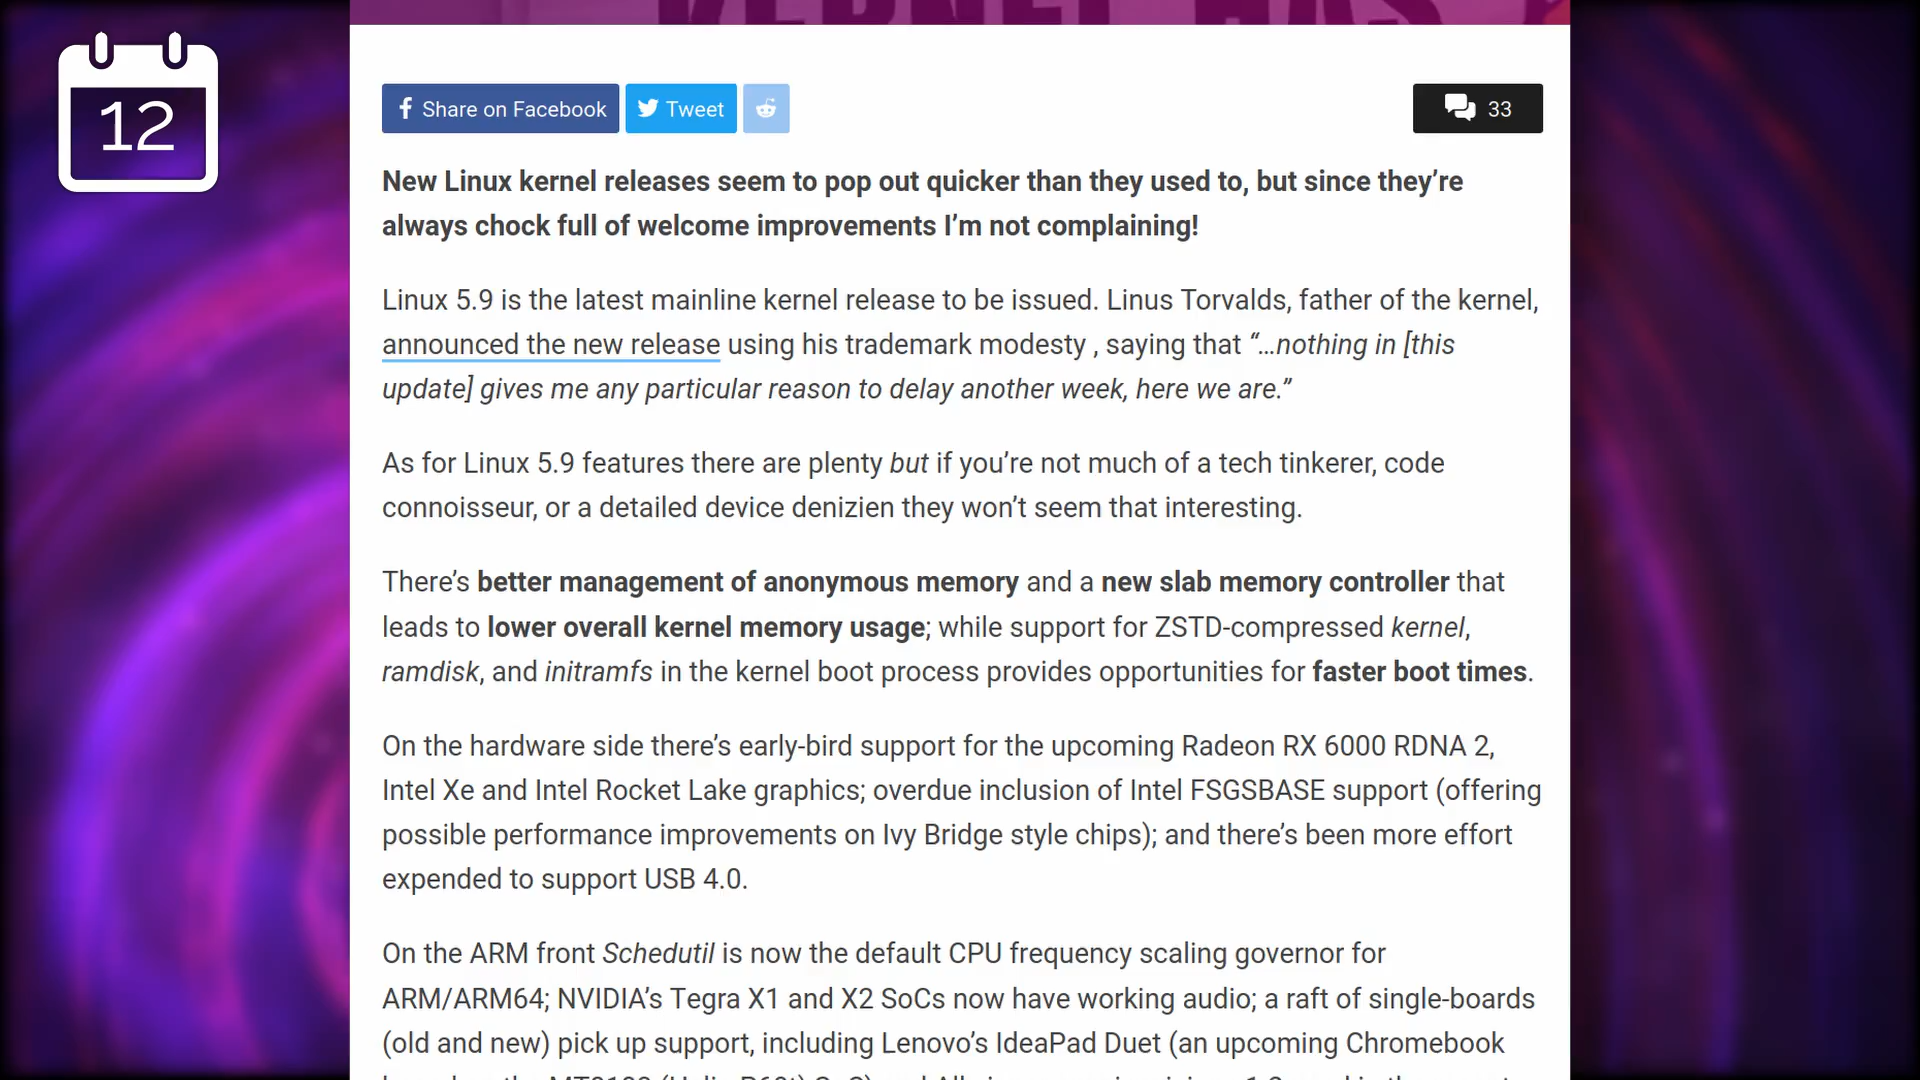 KERNEL HAS
12
Share on Facebook
Tweet
33
New Linux kernel releases seem to pop out quicker than they used to, but since they’re
always chock full of welcome improvements I’m not complaining!
Linux 5.9 is the latest mainline kernel release to be issued. Linus Torvalds, father of the kernel,
announced the new release using his trademark modesty , saying that “…nothing in [this
update] gives me any particular reason to delay another week, here we are.”
As for Linux 5.9 features there are plenty but if you’re not much of a tech tinkerer, code
connoisseur, or a detailed device denizien they won’t seem that interesting.
There’s better management of anonymous memory and a new slab memory controller that
leads to lower overall kernel memory usage; while support for ZSTD-compressed kernel,
ramdisk, and initramfs in the kernel boot process provides opportunities for faster boot times.
On the hardware side there’s early-bird support for the upcoming Radeon RX 6000 RDNA 2,
Intel Xe and Intel Rocket Lake graphics; overdue inclusion of Intel FSGSBASE support (offering
possible performance improvements on Ivy Bridge style chips); and there’s been more effort
expended to support USB 4.0.
On the ARM front Schedutil is now the default CPU frequency scaling governor for
ARM/ARM64; NVIDIA’s Tegra X1 and X2 SoCs now have working audio; a raft of single-boards
(old and new) pick up support, including Lenovo’s IdeaPad Duet (an upcoming Chromebook